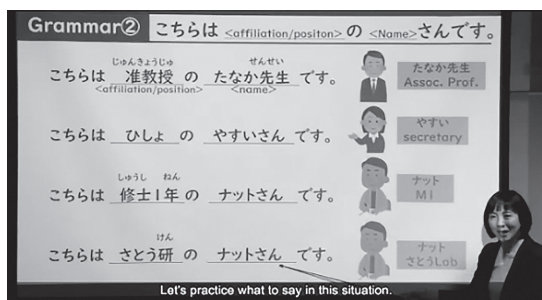 Grammar② こちらは <affiliation/positon> の <Name>さんです。
じゅんきょうじゅ せんせい
こちらは 准教授 の たなか先生 です。
<affiliation/position> <name>
たなか先生
Assoc. Prof.
こちらは ひしょ の やすいさん です。
やすい
secretary
しゅうし ねん
こちらは 修士1年 の ナットさん です。
ナット
M1
けん
こちらは さとう研 の ナットさん です。
ナット
さとうLab
Let's practice what to say in this situation.